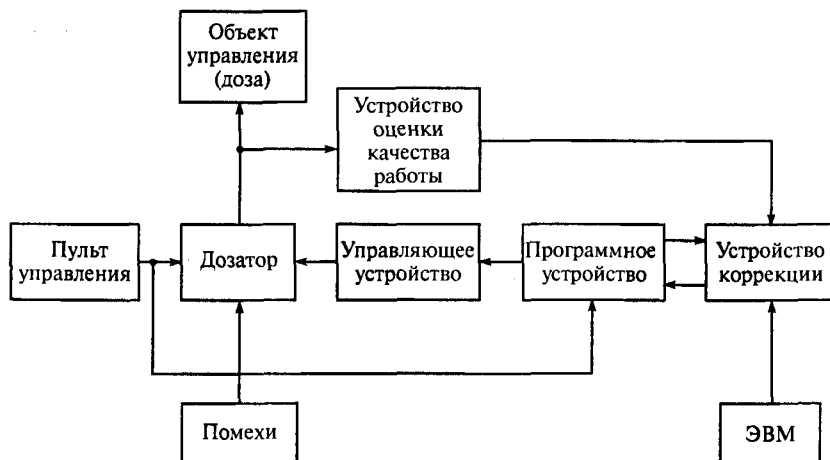 Объект
управления
(доза)
Устройство
оценки
качества
работы
Пульт
управления
Дозатор
Управляющее
устройство
Программное
устройство
Устройство
коррекции
Помехи
ЭВМ